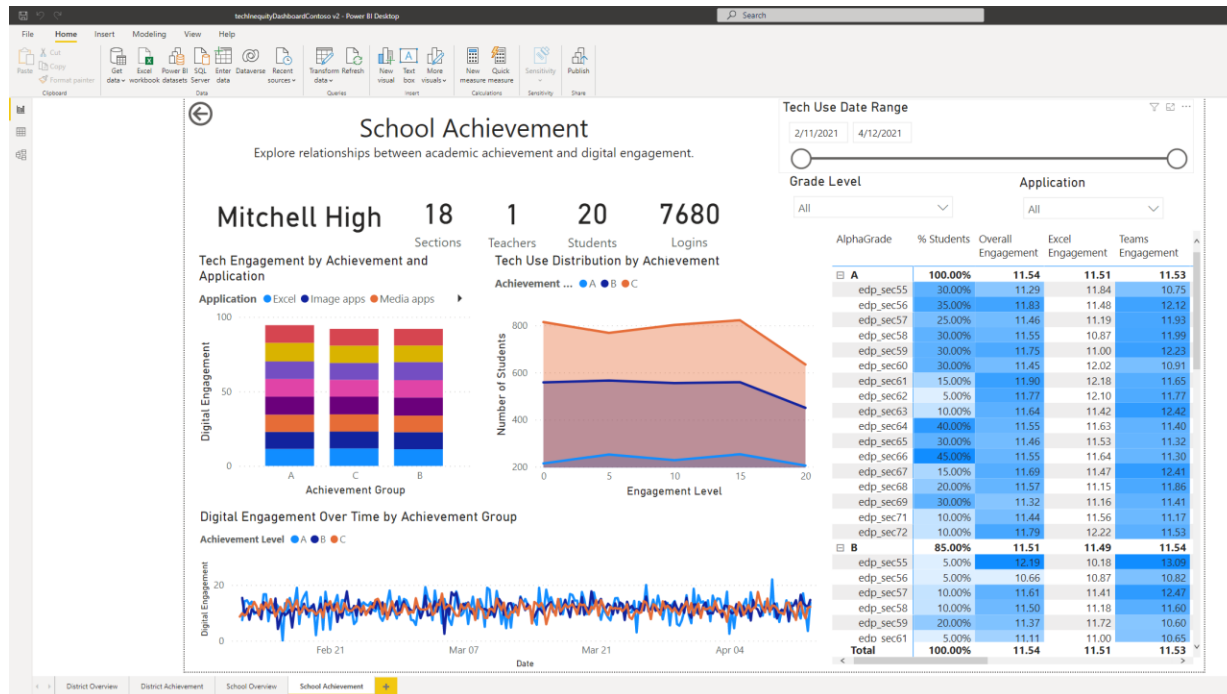 techInequityDashboardContoso v2 - Power BI Desktop
Search
File Home Insert Modeling View Help
Paste
Cut
Copy
Format painter
Get data
Excel workbook
Power BI datasets
SQL Server
Enter data
Dataverse
Recent sources
Transform data
Refresh
New visual
Text box
More visuals
New measure
Quick measure
Sensitivity
Publish
Clipboard Data Queries Insert Calculations Sensitivity Share
School Achievement
Explore relationships between academic achievement and digital engagement.
Tech Use Date Range
2/11/2021 4/12/2021
Grade Level
All
Application
All
Mitchell High
18 Sections
1 Teachers
20 Students
7680 Logins
Tech Engagement by Achievement and
Application
Application Excel Image apps Media apps
100
50
0
Digital Engagement
A C B
Achievement Group
Tech Use Distribution by Achievement
Achievement ... A B C
800
600
400
200
Number of Students
0 5 10 15 20
Engagement Level
Digital Engagement Over Time by Achievement Group
Achievement Level A B C
20
0
Digital Engagement
Feb 21 Mar 07 Mar 21 Apr 04
Date
AlphaGrade % Students Overall Engagement Excel Engagement Teams Engagement
A 100.00% 11.54 11.51 11.53
edp_sec55 30.00% 11.29 11.84 10.75
edp_sec56 35.00% 11.83 11.48 12.12
edp_sec57 25.00% 11.46 11.19 11.93
edp_sec58 30.00% 11.55 10.87 11.99
edp_sec59 30.00% 11.75 11.00 12.23
edp_sec60 30.00% 11.45 12.02 10.91
edp_sec61 15.00% 11.90 12.18 11.65
edp_sec62 5.00% 11.77 12.10 11.77
edp_sec63 10.00% 11.64 11.42 12.42
edp_sec64 40.00% 11.55 11.63 11.40
edp_sec65 30.00% 11.46 11.53 11.32
edp_sec66 45.00% 11.55 11.64 11.30
edp_sec67 15.00% 11.69 11.47 12.41
edp_sec68 20.00% 11.57 11.15 11.86
edp_sec69 30.00% 11.32 11.16 11.41
edp_sec71 10.00% 11.44 11.56 11.17
edp_sec72 10.00% 11.79 12.22 11.53
B 85.00% 11.51 11.49 11.54
edp_sec55 5.00% 12.19 10.18 13.09
edp_sec56 5.00% 10.66 10.87 10.82
edp_sec57 10.00% 11.61 11.41 12.47
edp_sec58 10.00% 11.50 11.18 11.60
edp_sec59 20.00% 11.37 11.72 10.60
edp_sec61 5.00% 11.11 11.00 10.65
Total 100.00% 11.54 11.51 11.53
District Overview District Achievement School Overview School Achievement